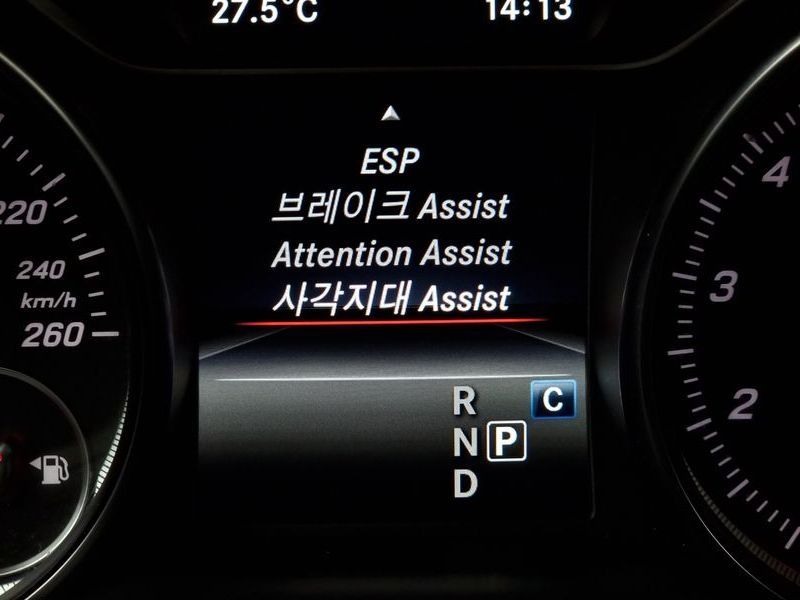 27.5°C 14:13
ESP
브레이크 Assist
Attention Assist
사각지대 Assist
220
240
km/h
260
4
3
2
R C
N P
D